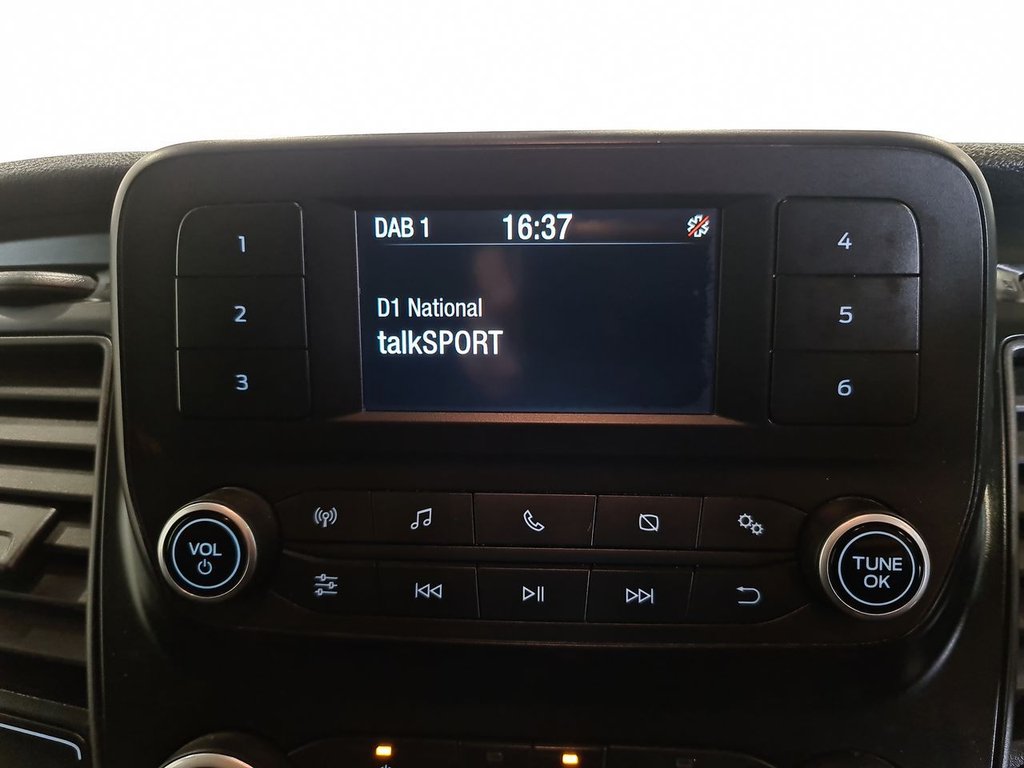 DAB 1 16:37
D1 National
talkSPORT
1
2
3
4
5
6
VOL
TUNE
OK